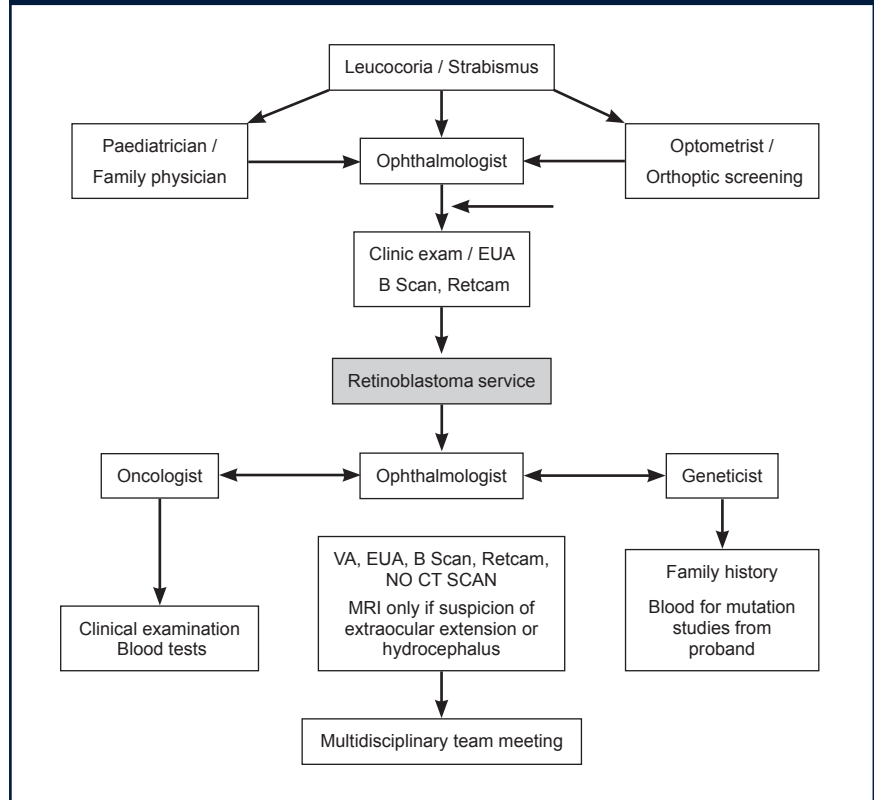 Leucocoria / Strabismus
Paediatrician /
Family physician
Ophthalmologist
Optometrist /
Orthoptic screening
Clinic exam / EUA
B Scan, Retcam
Retinoblastoma service
Oncologist
Ophthalmologist
Geneticist
VA, EUA, B Scan, Retcam,
NO CT SCAN
MRI only if suspicion of
extraocular extension or
hydrocephalus
Family history
Blood for mutation
studies from
proband
Clinical examination
Blood tests
Multidisciplinary team meeting